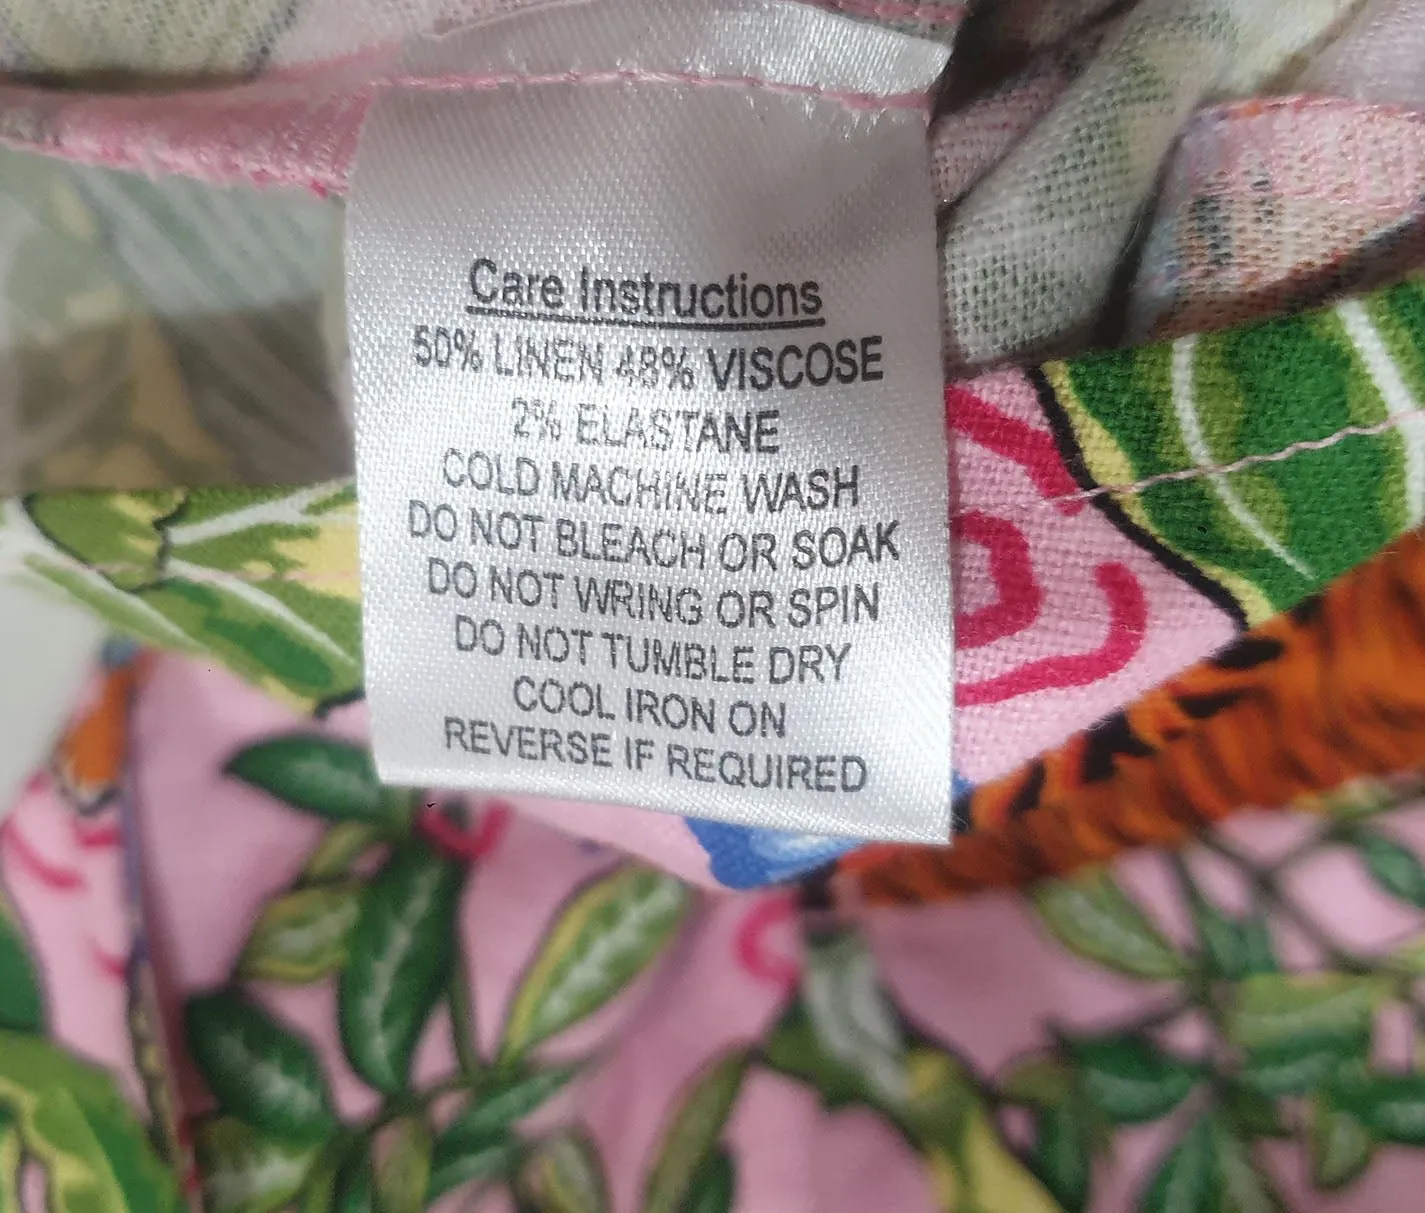 Care Instructions
50% LINEN 48% VISCOSE
2% ELASTANE
COLD MACHINE WASH
DO NOT BLEACH OR SOAK
DO NOT WRING OR SPIN
DO NOT TUMBLE DRY
COOL IRON ON
REVERSE IF REQUIRED